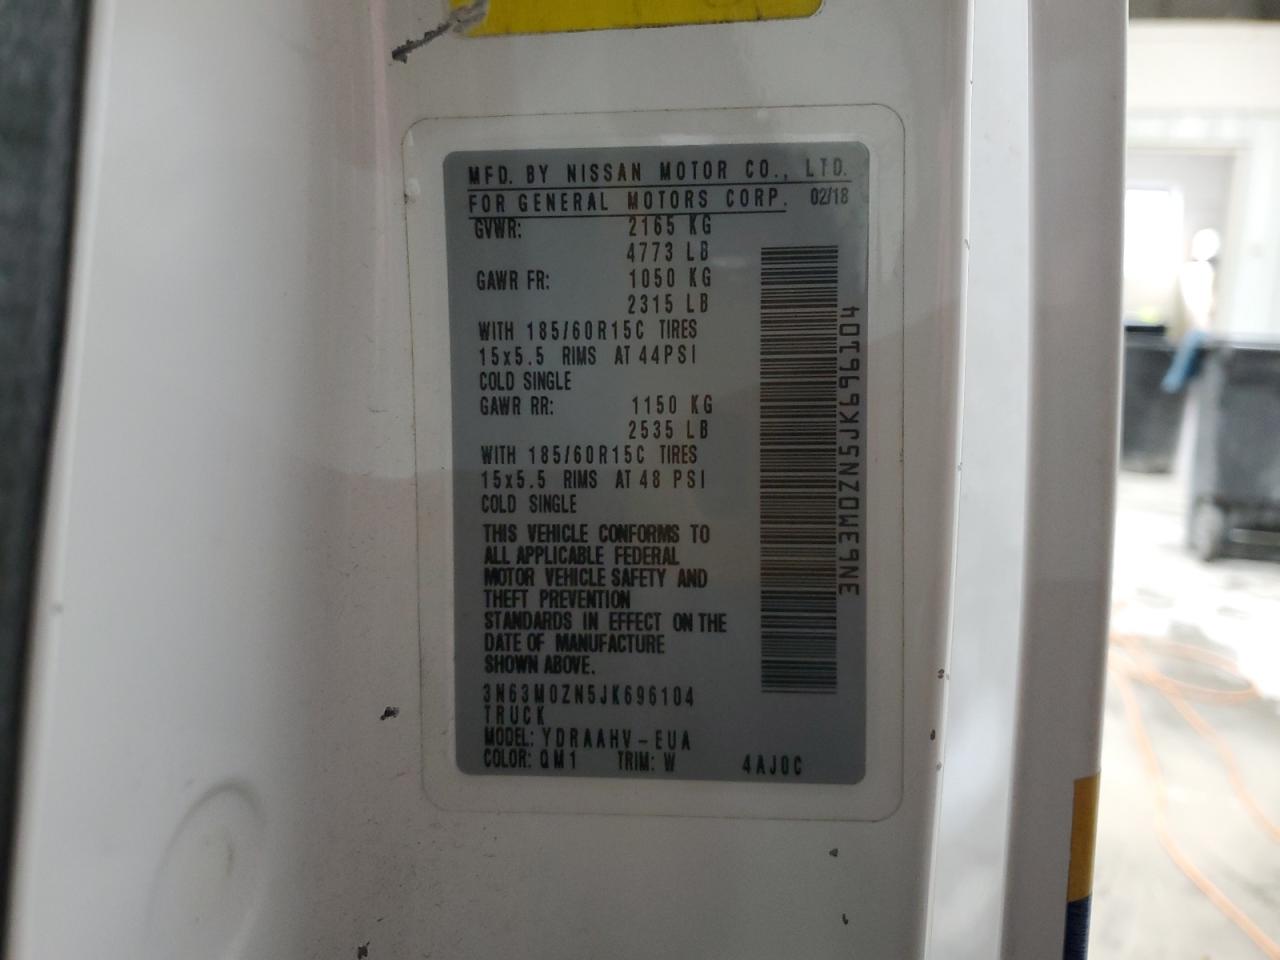 MFD. BY NISSAN MOTOR CO., LTD.
FOR GENERAL MOTORS CORP. 02/18
GVWR: 2165 KG
4773 LB
GAWR FR: 1050 KG
2315 LB
WITH 185/60R15C TIRES
15x5.5 RIMS AT 44PSI
COLD SINGLE
GAWR RR: 1150 KG
2535 LB
WITH 185/60R15C TIRES
15x5.5 RIMS AT 48 PSI
COLD SINGLE
THIS VEHICLE CONFORMS TO
ALL APPLICABLE FEDERAL
MOTOR VEHICLE SAFETY AND
THEFT PREVENTION
STANDARDS IN EFFECT ON THE
DATE OF MANUFACTURE
SHOWN ABOVE.
3N63M0ZN5JK696104
TRUCK
MODEL: YDRAAHV-EUA
COLOR: QM1 TRIM: W 4AJ0C
3N63M0ZN5JK696104